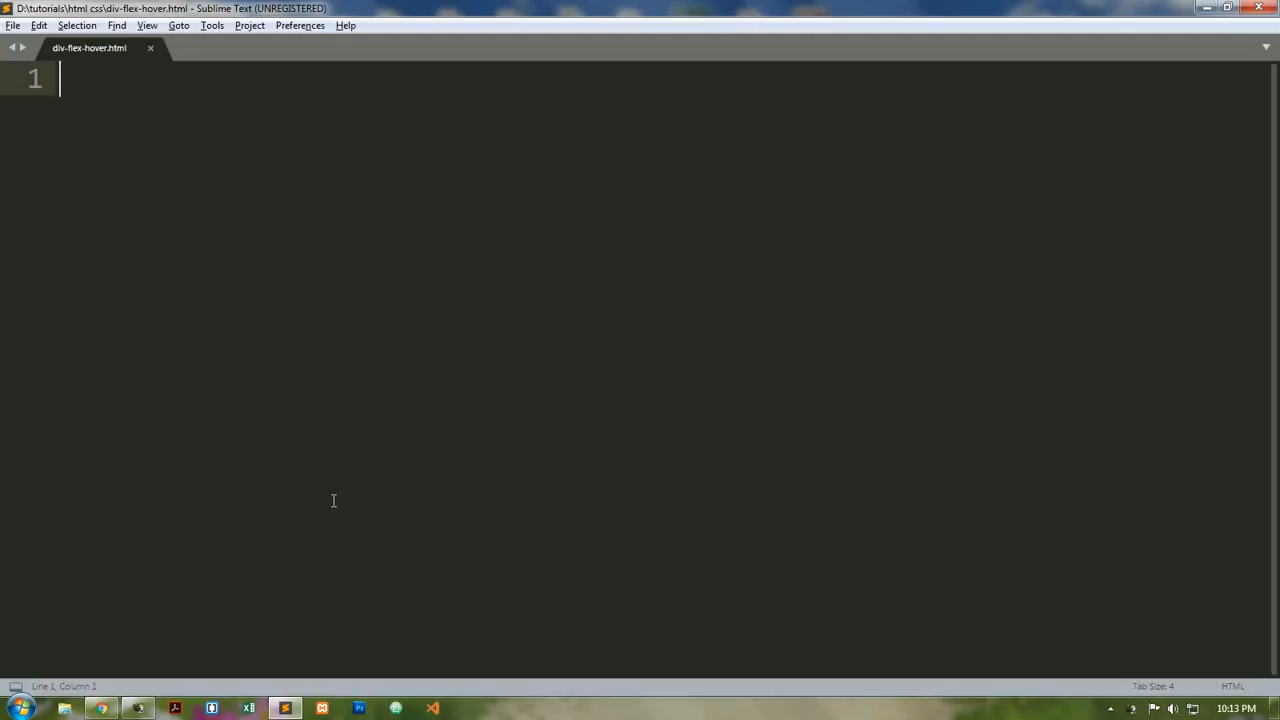 D:\tutorials\html css\div-flex-hover.html - Sublime Text (UNREGISTERED)
File Edit Selection Find View Goto Tools Project Preferences Help
div-flex-hover.html
1
Line 1, Column 1 Tab Size: 4 HTML
10:13 PM